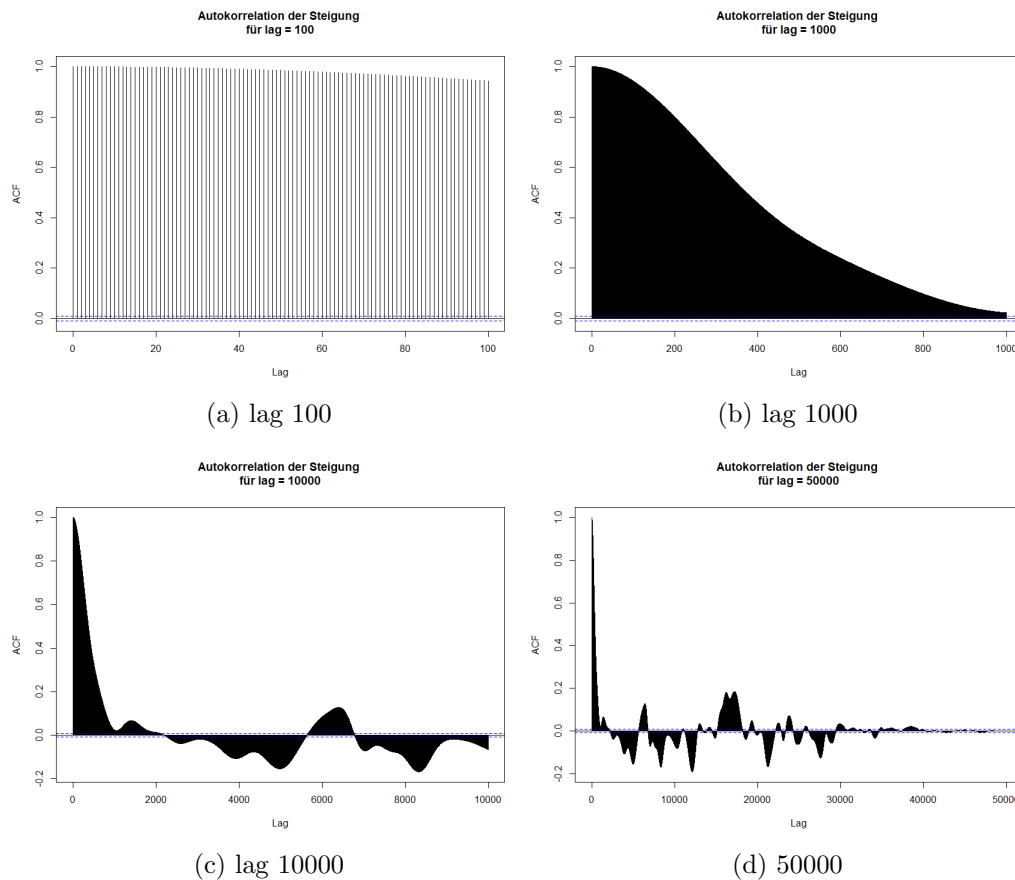 Autokorrelation der Steigung
für lag = 100
1.0
0.8
0.6
0.4
0.2
0.0
ACF
0 20 40 60 80 100
Lag
(a) lag 100
Autokorrelation der Steigung
für lag = 1000
1.0
0.8
0.6
0.4
0.2
0.0
ACF
0 200 400 600 800 1000
Lag
(b) lag 1000
Autokorrelation der Steigung
für lag = 10000
1.0
0.8
0.6
0.4
0.2
0.0
-0.2
ACF
0 2000 4000 6000 8000 10000
Lag
(c) lag 10000
Autokorrelation der Steigung
für lag = 50000
1.0
0.8
0.6
0.4
0.2
0.0
-0.2
ACF
0 10000 20000 30000 40000 50000
Lag
(d) 50000